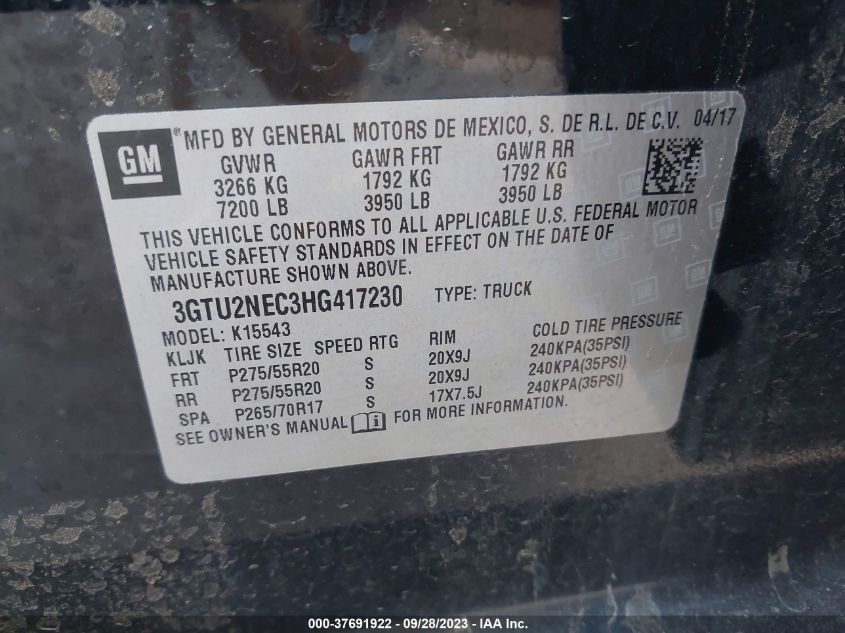 GM ® MFD BY GENERAL MOTORS DE MEXICO, S. DE R.L. DE C.V. 04/17
GVWR GAWR FRT GAWR RR
3266 KG 1792 KG 1792 KG
7200 LB 3950 LB 3950 LB
THIS VEHICLE CONFORMS TO ALL APPLICABLE U.S. FEDERAL MOTOR
VEHICLE SAFETY STANDARDS IN EFFECT ON THE DATE OF
MANUFACTURE SHOWN ABOVE.
3GTU2NEC3HG417230 TYPE: TRUCK
MODEL: K15543
KLJK TIRE SIZE SPEED RTG RIM COLD TIRE PRESSURE
FRT P275/55R20 S 20X9J 240KPA(35PSI)
RR P275/55R20 S 20X9J 240KPA(35PSI)
SPA P265/70R17 S 17X7.5J 240KPA(35PSI)
SEE OWNER'S MANUAL FOR MORE INFORMATION.
000-37691922 - 09/28/2023 - IAA Inc.